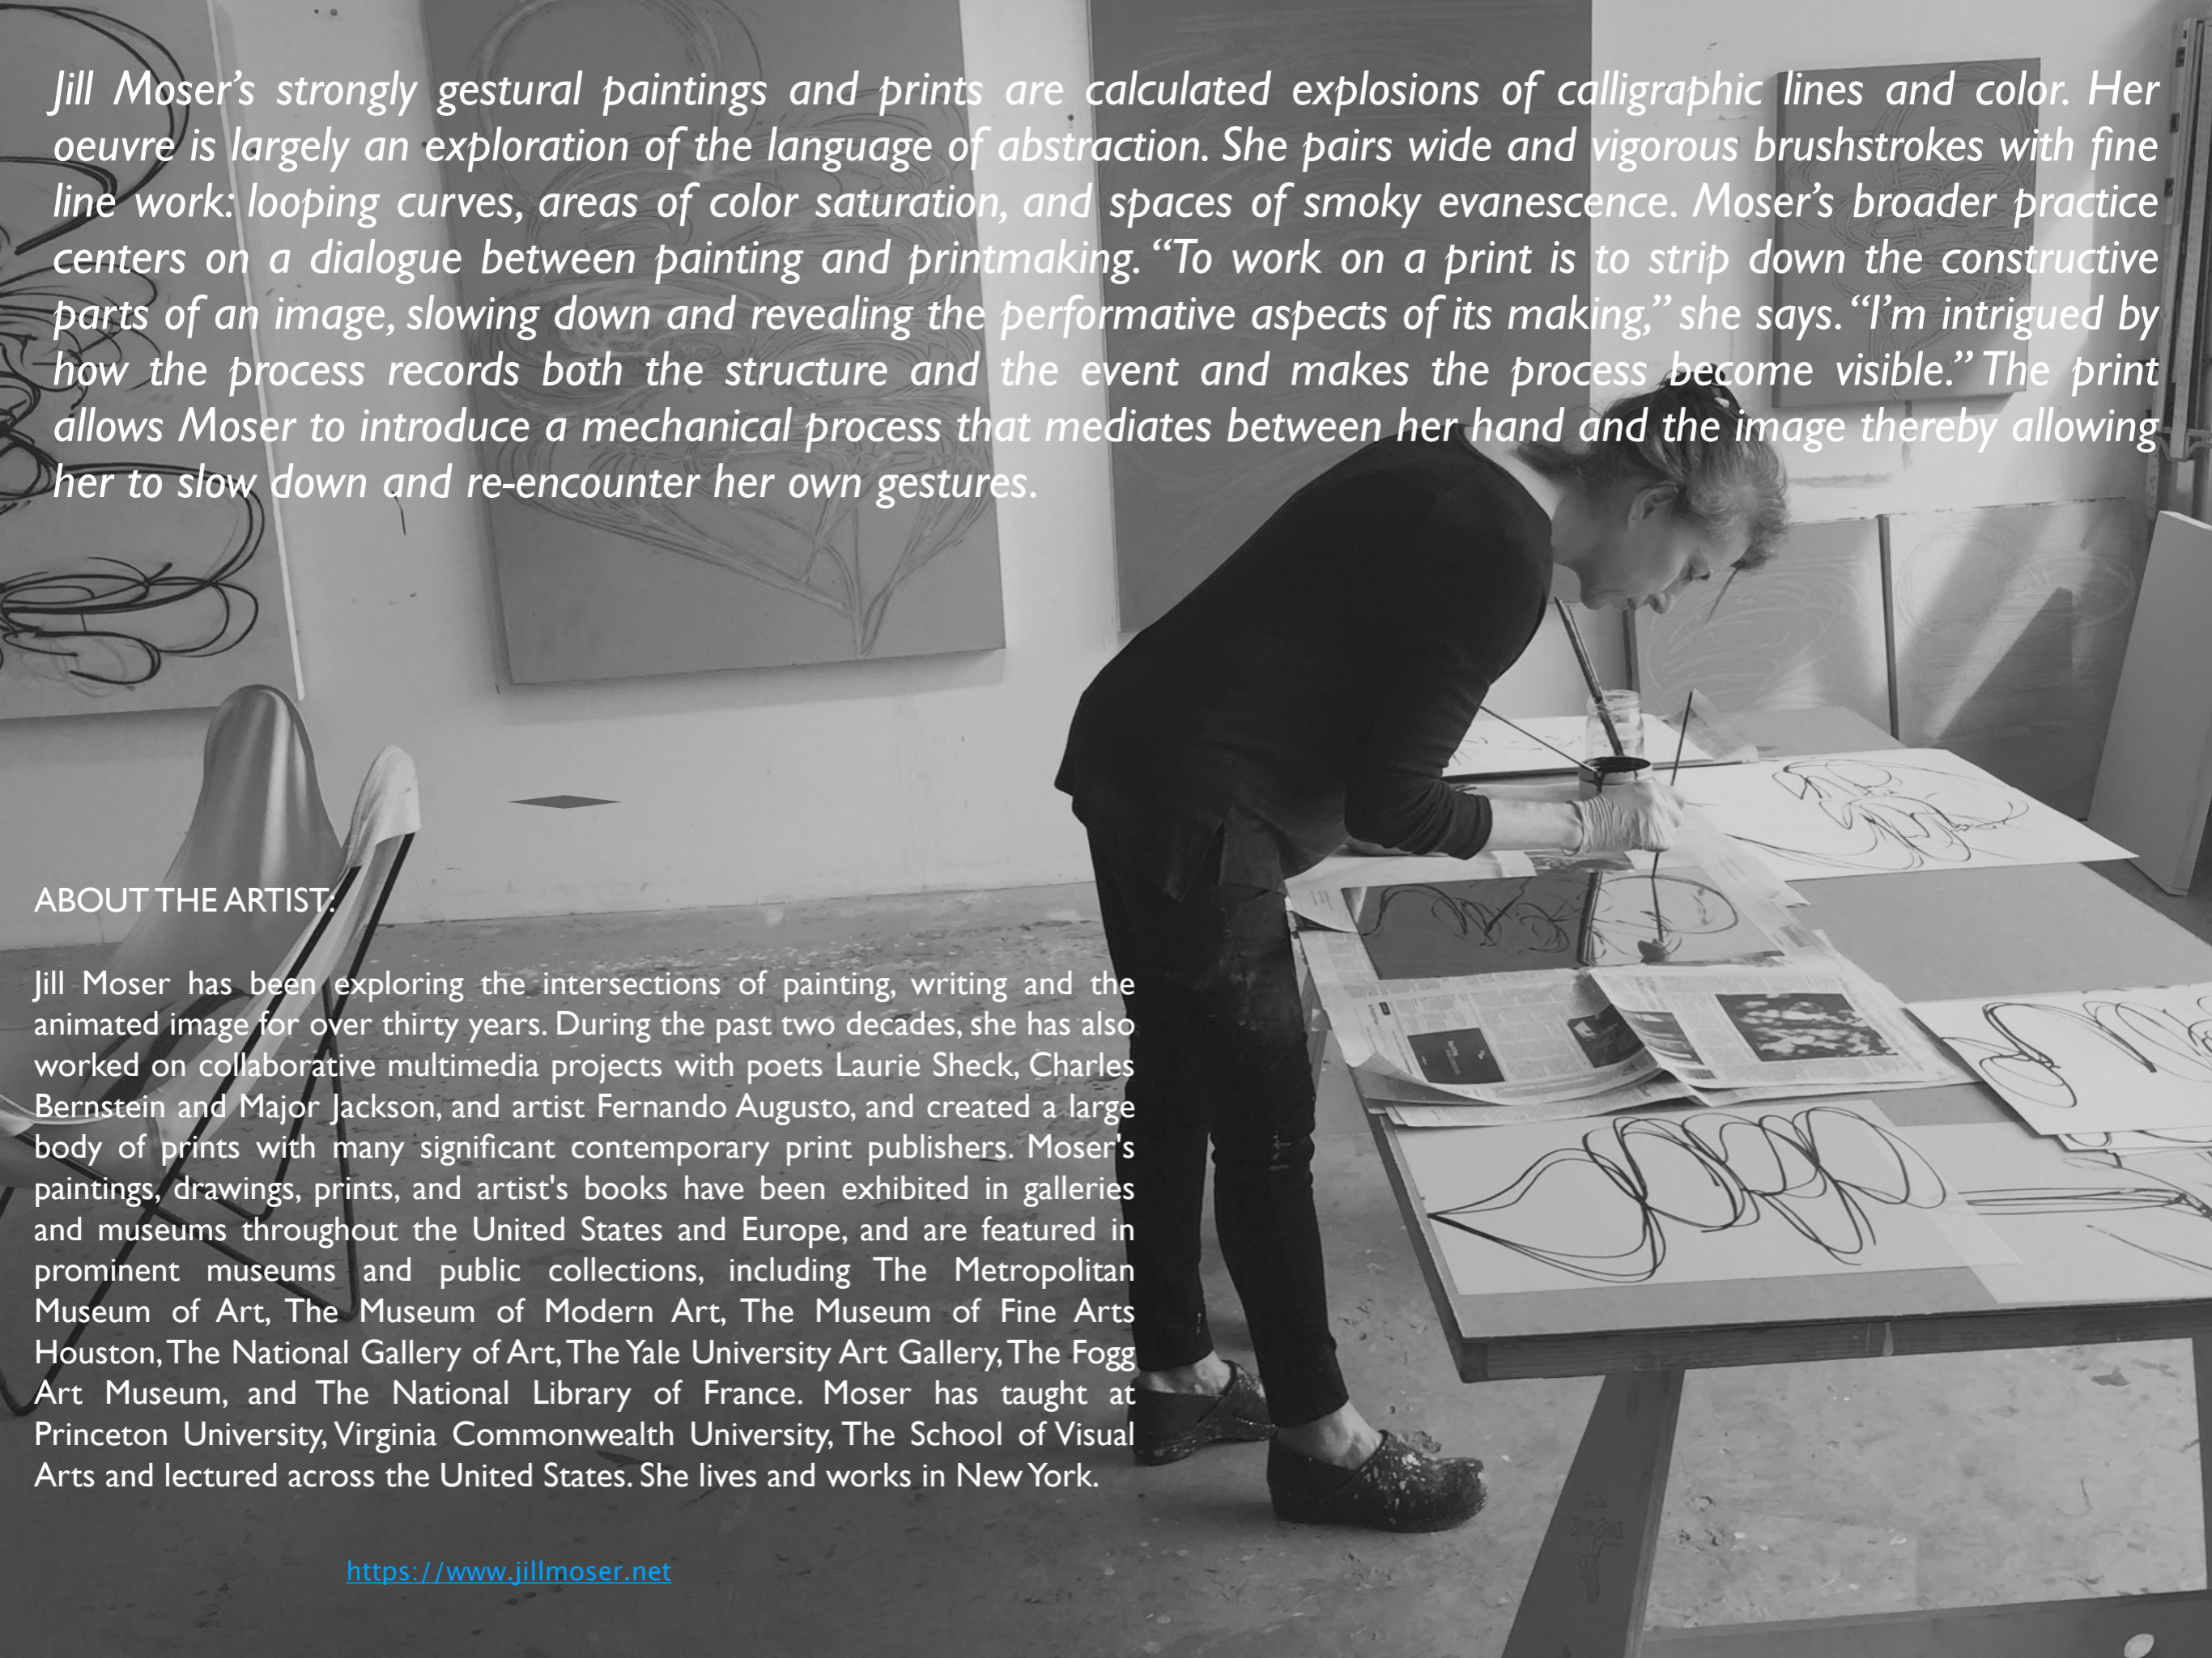 Jill Moser’s strongly gestural paintings and prints are calculated explosions of calligraphic lines and color. Her
oeuvre is largely an exploration of the language of abstraction. She pairs wide and vigorous brushstrokes with fine
line work: looping curves, areas of color saturation, and spaces of smoky evanescence. Moser’s broader practice
centers on a dialogue between painting and printmaking. “To work on a print is to strip down the constructive
parts of an image, slowing down and revealing the performative aspects of its making,” she says. “I’m intrigued by
how the process records both the structure and the event and makes the process become visible.” The print
allows Moser to introduce a mechanical process that mediates between her hand and the image thereby allowing
her to slow down and re-encounter her own gestures.
ABOUT THE ARTIST:
Jill Moser has been exploring the intersections of painting, writing and the
animated image for over thirty years. During the past two decades, she has also
worked on collaborative multimedia projects with poets Laurie Sheck, Charles
Bernstein and Major Jackson, and artist Fernando Augusto, and created a large
body of prints with many significant contemporary print publishers. Moser's
paintings, drawings, prints, and artist's books have been exhibited in galleries
and museums throughout the United States and Europe, and are featured in
prominent museums and public collections, including The Metropolitan
Museum of Art, The Museum of Modern Art, The Museum of Fine Arts
Houston, The National Gallery of Art, The Yale University Art Gallery, The Fogg
Art Museum, and The National Library of France. Moser has taught at
Princeton University, Virginia Commonwealth University, The School of Visual
Arts and lectured across the United States. She lives and works in New York.
https://www.jillmoser.net